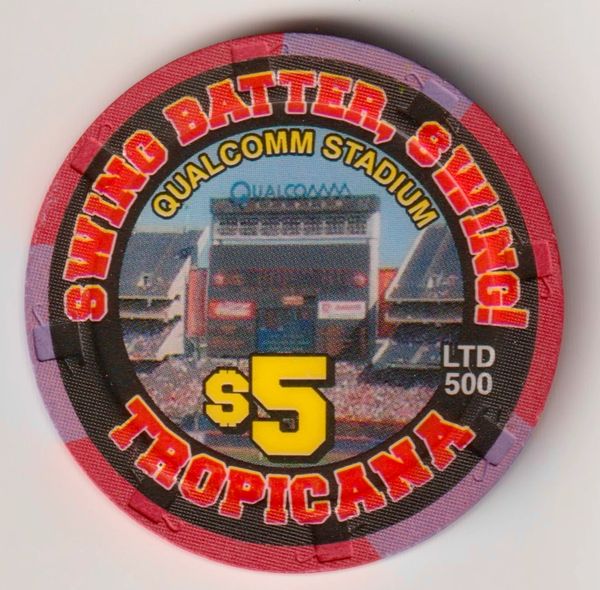 SWING BATTER, SWING!
QUALCOMM STADIUM
QUALCOMM
LTD
500
$5
TROPICANA